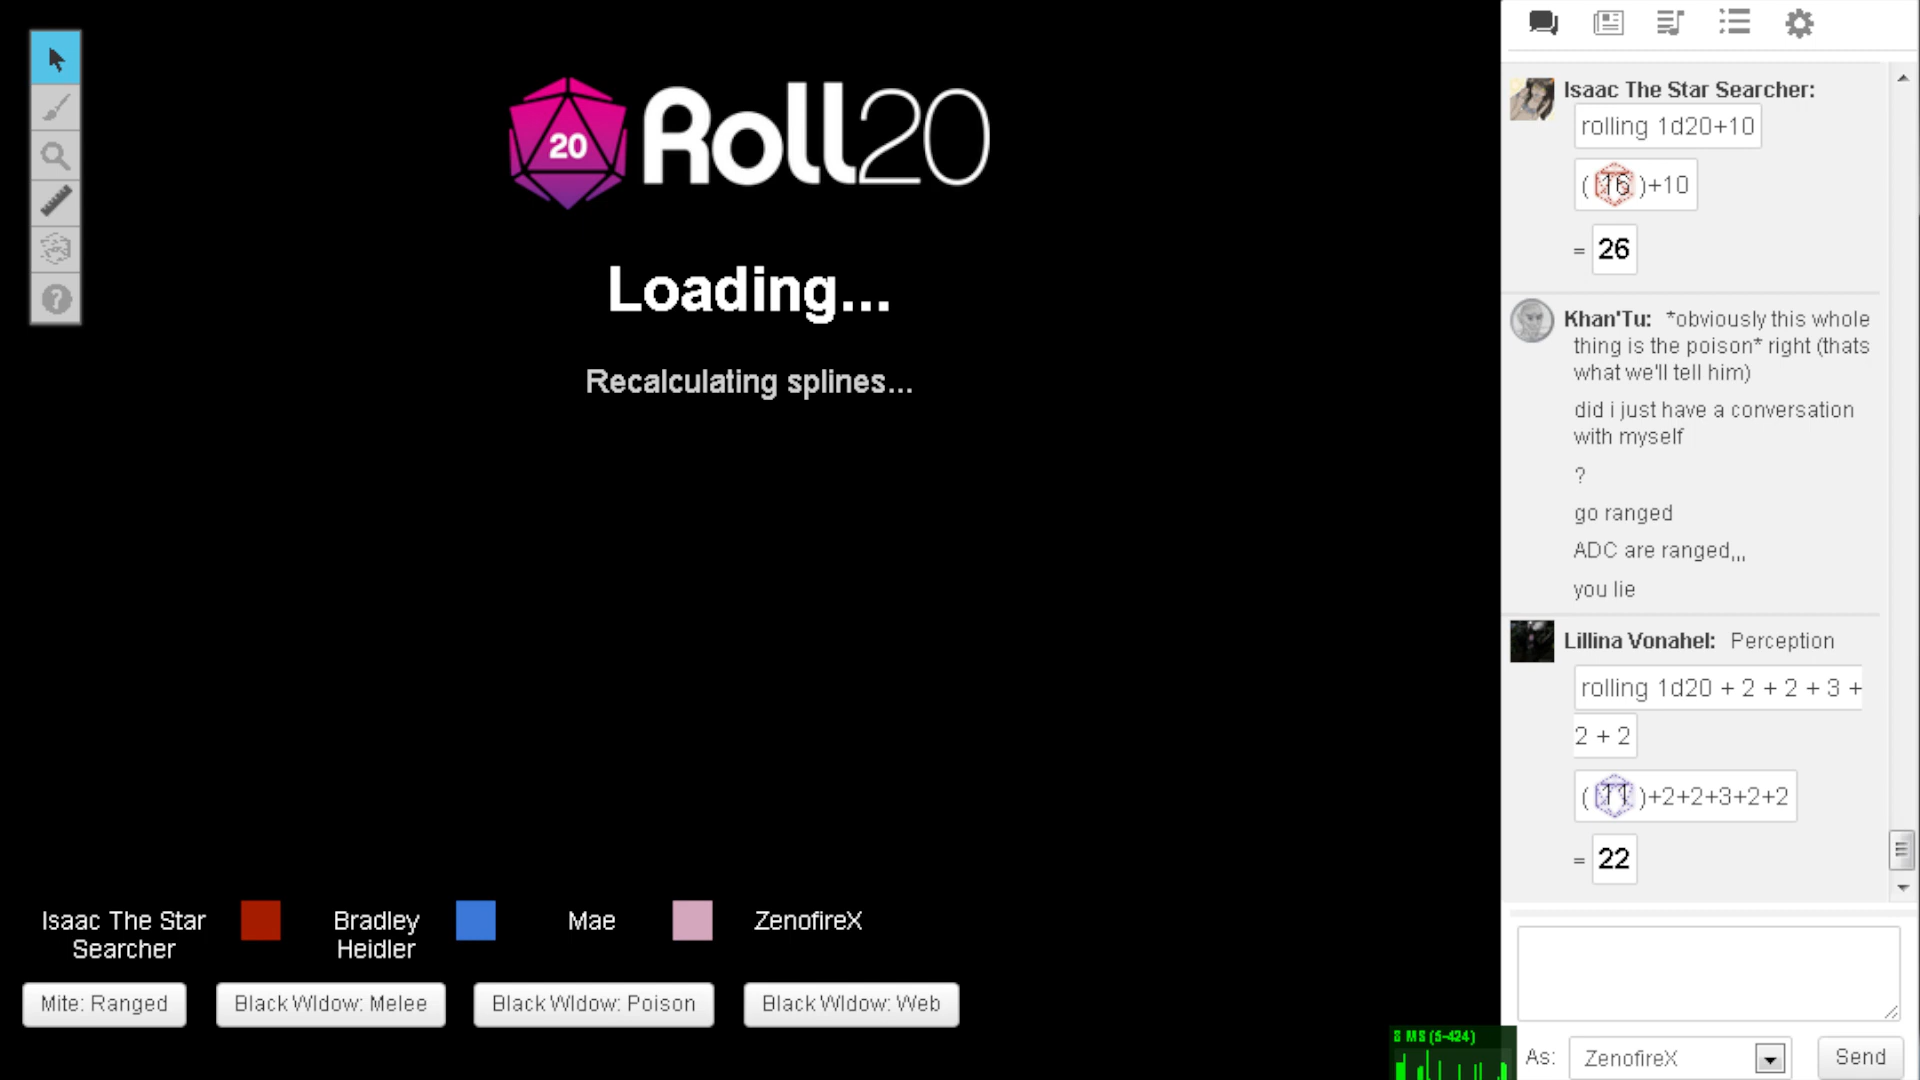 20 Roll20
Loading...
Recalculating splines...
Isaac The Star
Searcher
Bradley
Heidler
Mae
ZenofireX
Mite: Ranged
Black WIdow: Melee
Black WIdow: Poison
Black WIdow: Web
8 MS (5-424)
Isaac The Star Searcher:
rolling 1d20+10
(16)+10
= 26
Khan'Tu: *obviously this whole
thing is the poison* right (thats
what we'll tell him)
did i just have a conversation
with myself
?
go ranged
ADC are ranged,,,
you lie
Lillina Vonahel: Perception
rolling 1d20 + 2 + 2 + 3 +
2 + 2
(11)+2+2+3+2+2
= 22
As: ZenofireX
Send